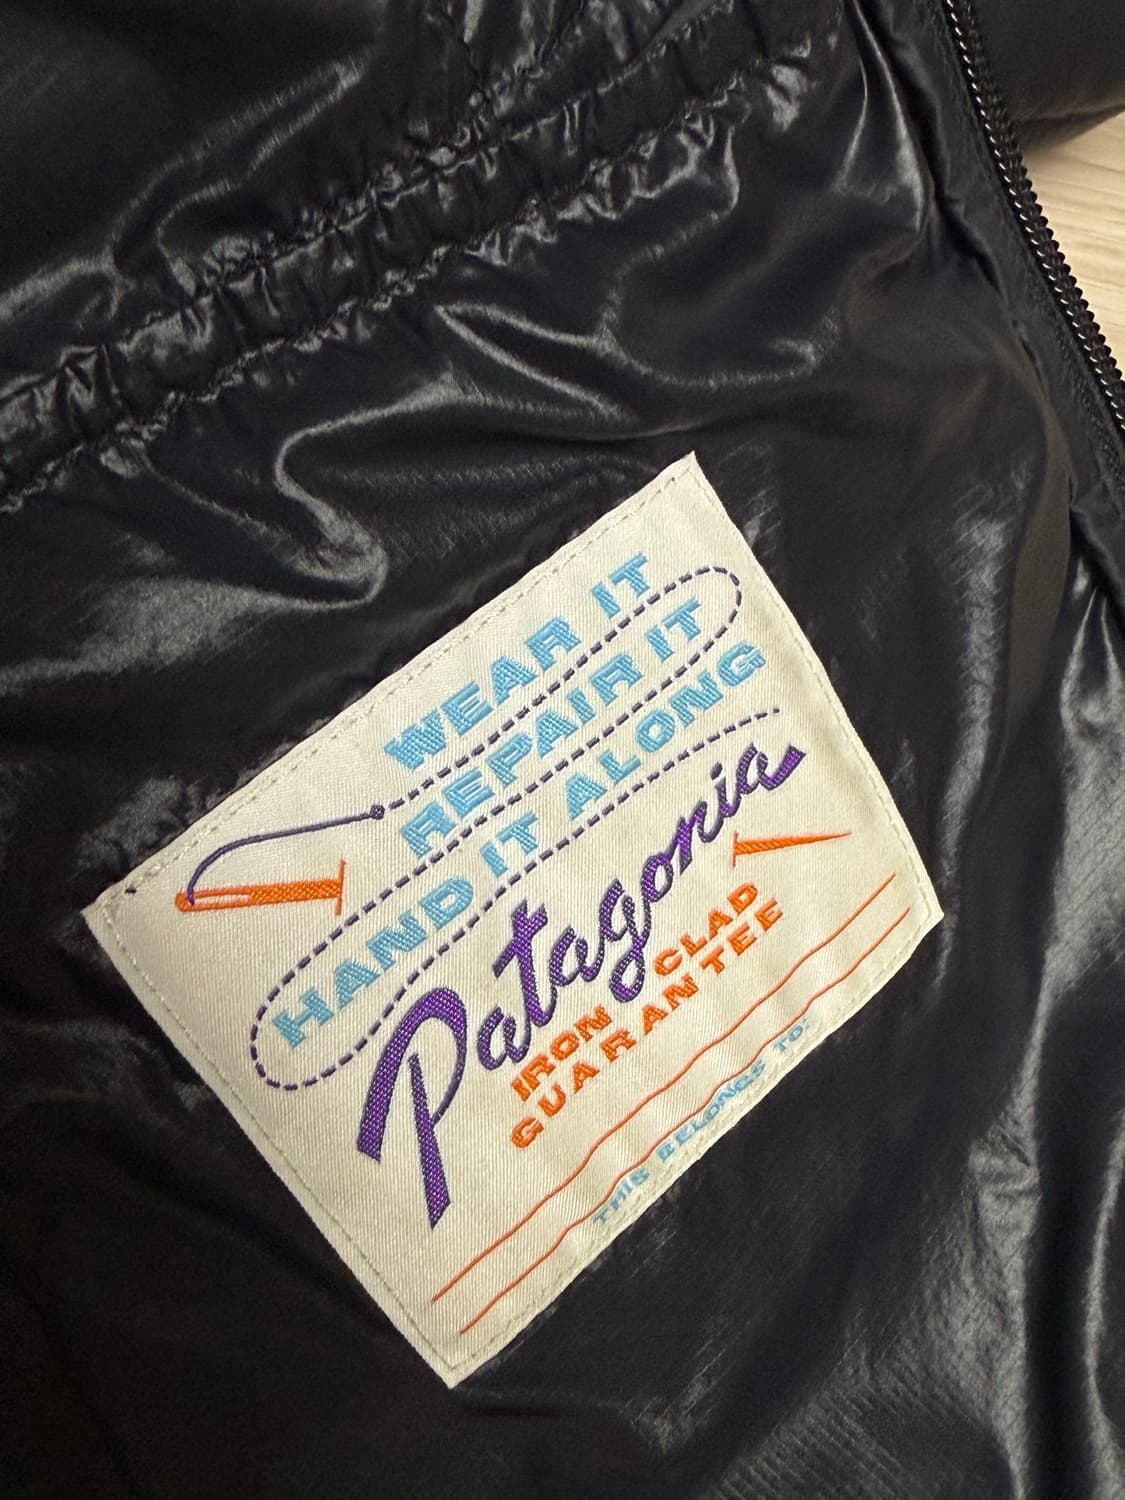 WEAR IT
REPAIR IT
HAND IT ALONG
Patagonia
IRON CLAD
GUARANTEE
THIS BELONGS TO: